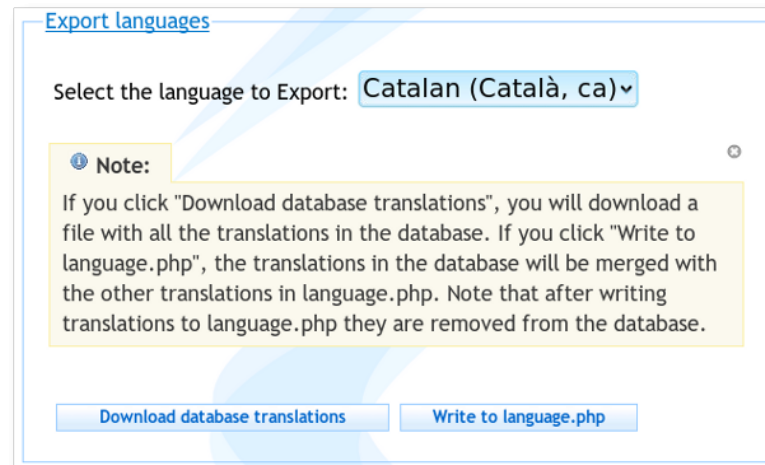 Export languages
Select the language to Export: Catalan (Català, ca)
Note:
If you click "Download database translations", you will download a
file with all the translations in the database. If you click "Write to
language.php", the translations in the database will be merged with
the other translations in language.php. Note that after writing
translations to language.php they are removed from the database.
Download database translations Write to language.php